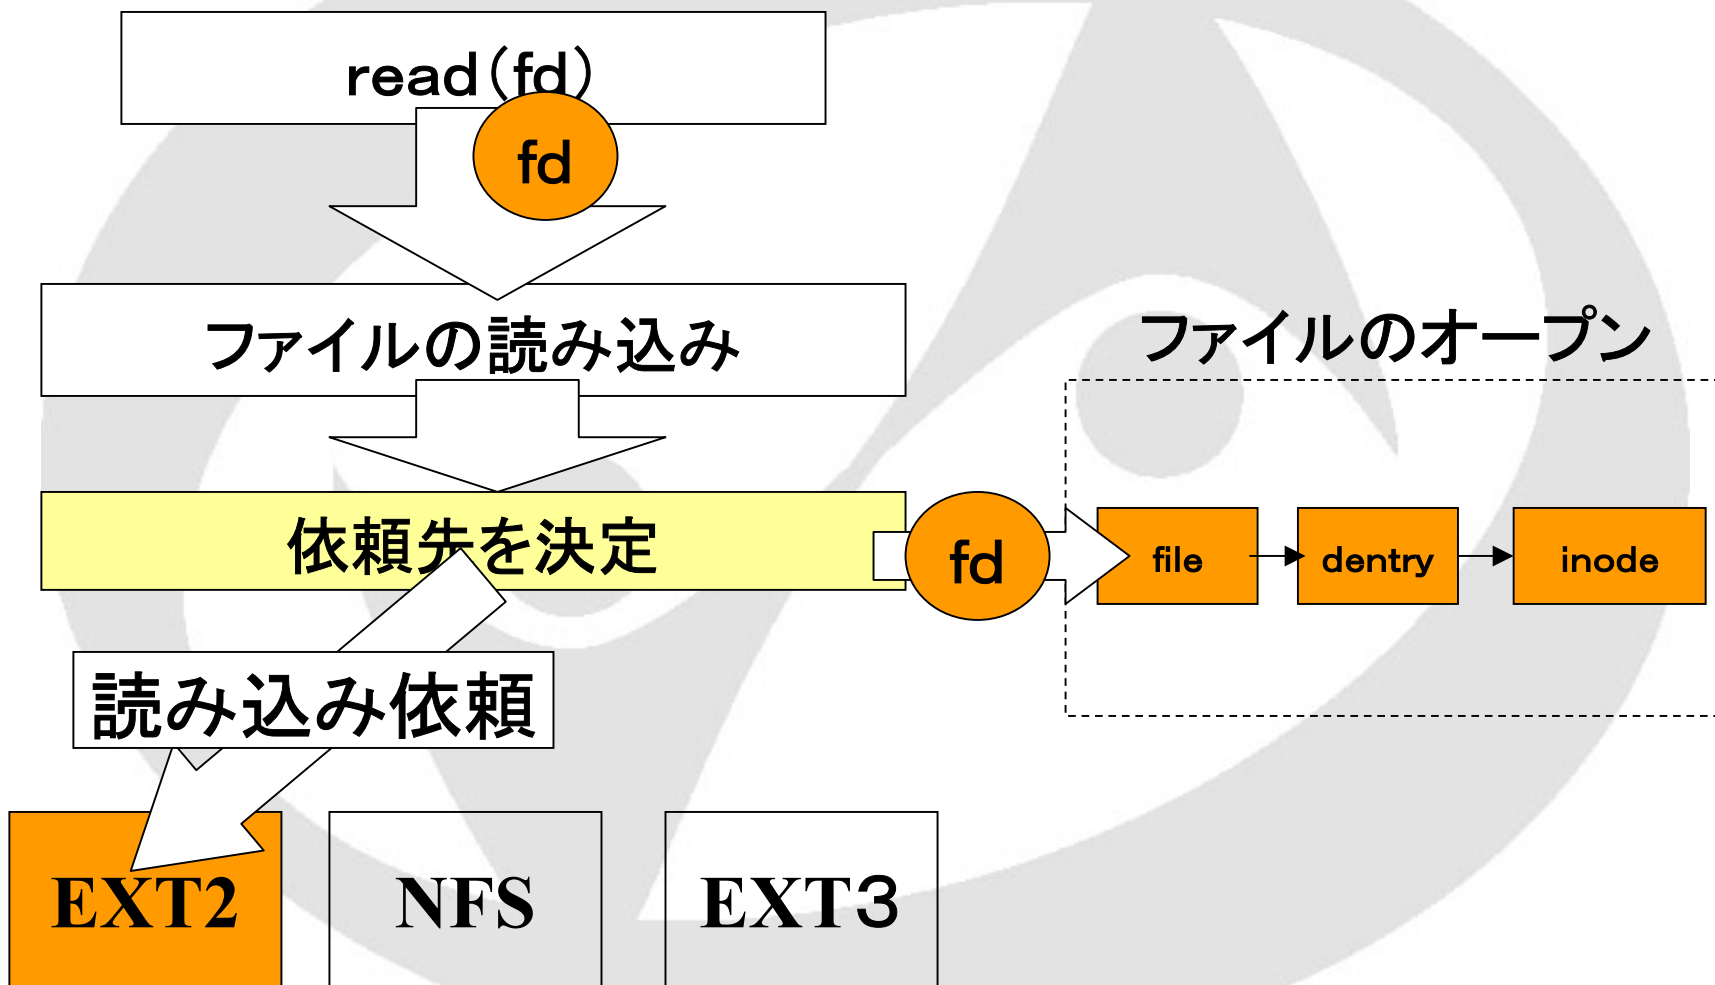 read(fd)
fd
ファイルの読み込み
ファイルのオープン
依頼先を決定
fd
file
dentry
inode
読み込み依頼
EXT2
NFS
EXT３